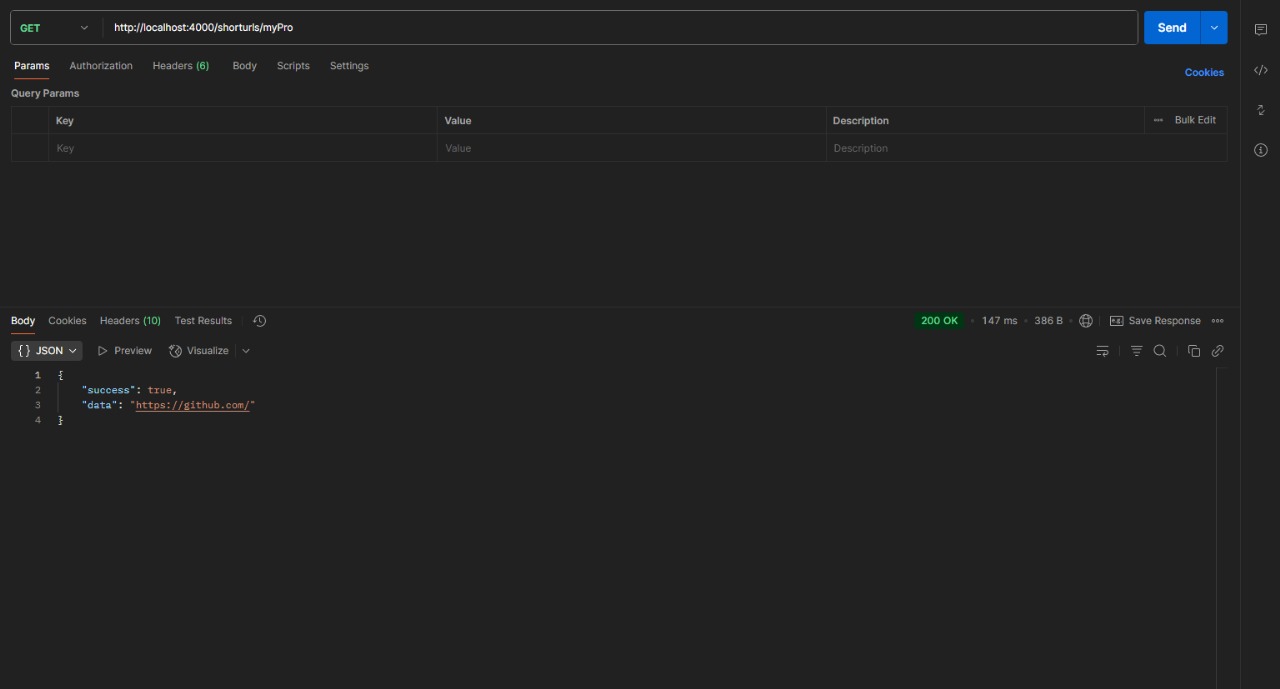 GET http://localhost:4000/shorturls/myPro Send
Params Authorization Headers (6) Body Scripts Settings Cookies
Query Params
Key Value Description ••• Bulk Edit
Key Value Description
Body Cookies Headers (10) Test Results 200 OK • 147 ms • 386 B • Save Response •••
{} JSON Preview Visualize
1 {
2 "success": true,
3 "data": "https://github.com/"
4 }